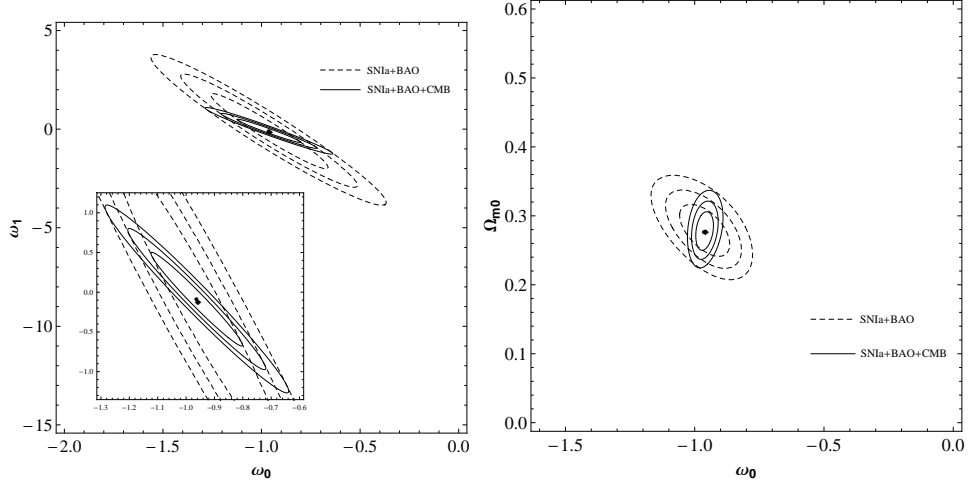 5
0
−5
−10
−15
−2.0 −1.5 −1.0 −0.5 0.0
ω1
ω0
SNIa+BAO
SNIa+BAO+CMB
1.0
0.5
0.0
−0.5
−1.0
−1.3 −1.2 −1.1 −1.0 −0.9 −0.8 −0.7 −0.6
0.6
0.5
0.4
0.3
0.2
0.1
0.0
−1.5 −1.0 −0.5 0.0
Ωm0
ω0
SNIa+BAO
SNIa+BAO+CMB